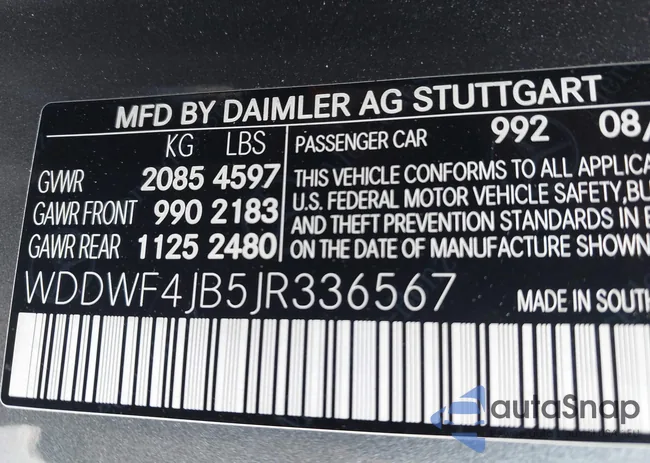 MFD BY DAIMLER AG STUTTGART
KG LBS
GVWR 2085 4597
GAWR FRONT 990 2183
GAWR REAR 1125 2480
PASSENGER CAR 992 08/
THIS VEHICLE CONFORMS TO ALL APPLICA
U.S. FEDERAL MOTOR VEHICLE SAFETY, BU
AND THEFT PREVENTION STANDARDS IN E
ON THE DATE OF MANUFACTURE SHOWN
WDDWF4JB5JR336567
MADE IN SOUTH
autoSnap